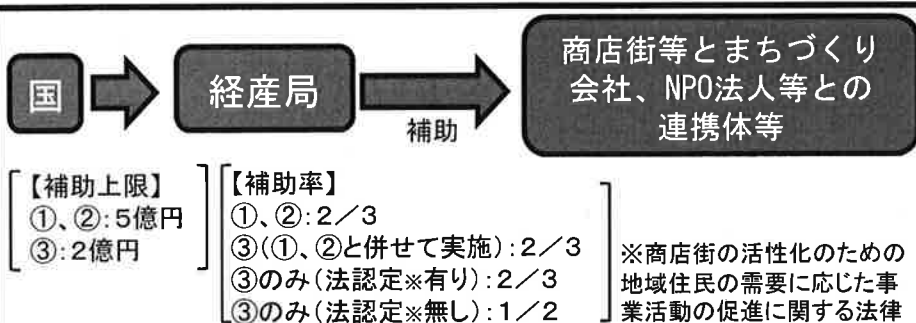 国
経産局
補助
商店街等とまちづくり
会社、NPO法人等との
連携体等
【補助上限】
①、②:5億円
③:2億円
【補助率】
①、②:2/3
③(①、②と併せて実施):2/3
③のみ(法認定※有り):2/3
③のみ(法認定※無し):1/2
※商店街の活性化のための
地域住民の需要に応じた事
業活動の促進に関する法律